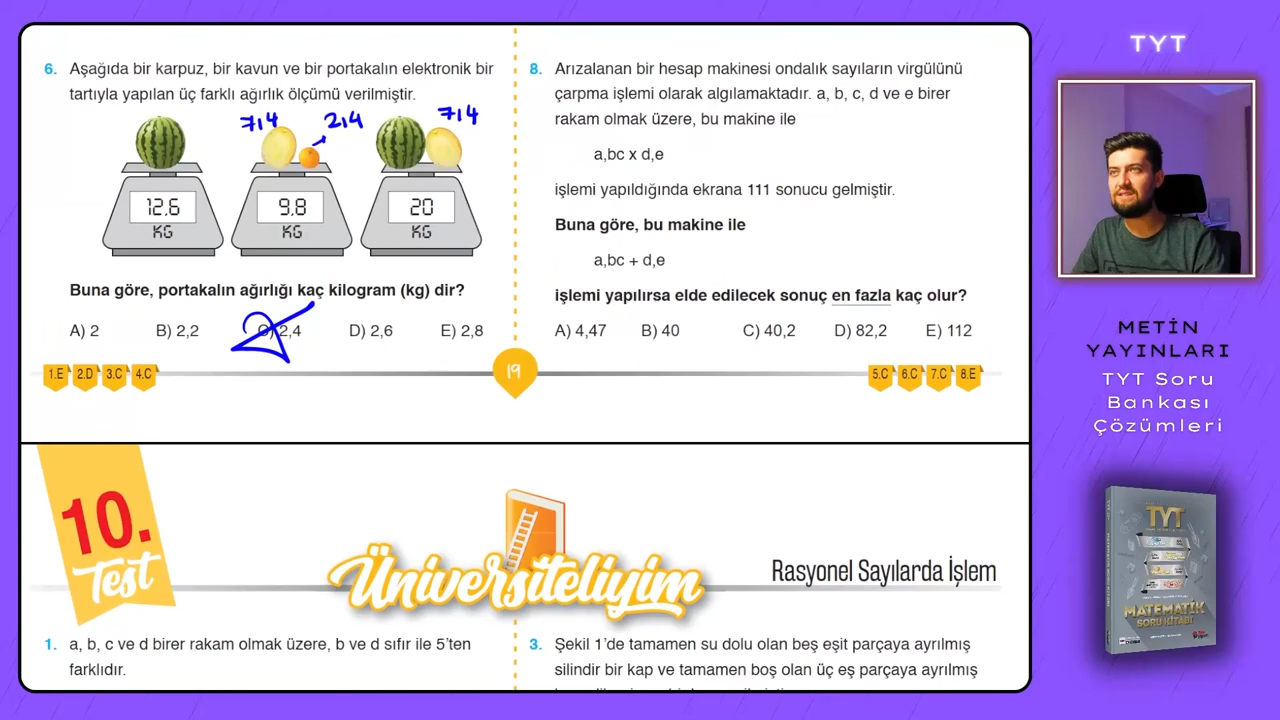 6. Aşağıda bir karpuz, bir kavun ve bir portakalın elektronik bir
tartıyla yapılan üç farklı ağırlık ölçümü verilmiştir.
7,4 2,4 7,4
12,6 9,8 20
KG KG KG
Buna göre, portakalın ağırlığı kaç kilogram (kg) dir?
A) 2 B) 2,2 C) 2,4 D) 2,6 E) 2,8
1.E 2.D 3.C 4.C
8. Arızalanan bir hesap makinesi ondalık sayıların virgülünü
çarpma işlemi olarak algılamaktadır. a, b, c, d ve e birer
rakam olmak üzere, bu makine ile
a,bc x d,e
işlemi yapıldığında ekrana 111 sonucu gelmiştir.
Buna göre, bu makine ile
a,bc + d,e
işlemi yapılırsa elde edilecek sonuç en fazla kaç olur?
A) 4,47 B) 40 C) 40,2 D) 82,2 E) 112
19
5.C 6.C 7.C 8.E
10.
Test
Üniversiteliyim
Rasyonel Sayılarda İşlem
1. a, b, c ve d birer rakam olmak üzere, b ve d sıfır ile 5'ten
farklıdır.
3. Şekil 1'de tamamen su dolu olan beş eşit parçaya ayrılmış
silindir bir kap ve tamamen boş olan üç eş parçaya ayrılmış
TYT
METİN
YAYINLARI
TYT Soru
Bankası
Çözümleri
TYT
MATEMATİK
SORU KİTABI